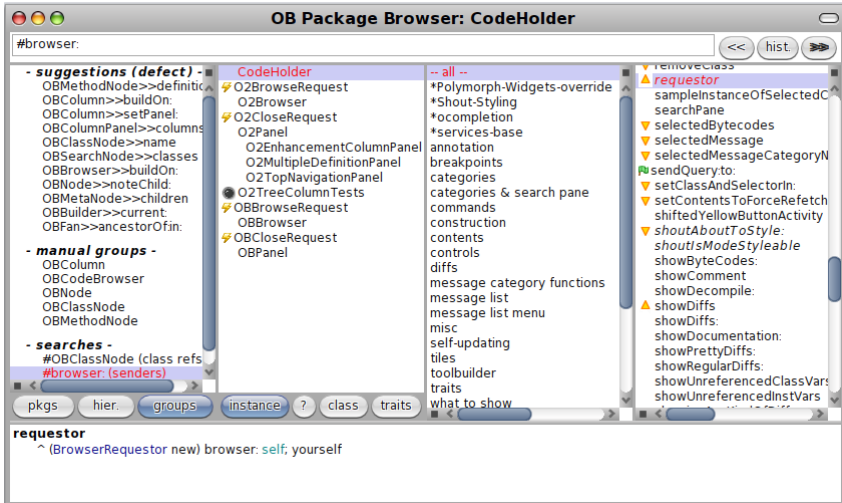 OB Package Browser: CodeHolder
#browser:
<<
hist.
>>
- suggestions (defect) -
OBMethodNode>>definitic
OBColumn>>buildOn:
OBColumn>>setPanel:
OBColumnPanel>>columns
OBClassNode>>name
OBSearchNode>>classes
OBBrowser>>buildOn:
OBNode>>noteChild:
OBMetaNode>>children
OBBuilder>>current:
OBFan>>ancestorOf:in:
- manual groups -
OBColumn
OBCodeBrowser
OBNode
OBClassNode
OBMethodNode
- searches -
#OBClassNode (class refs
#browser: (senders)
pkgs
hier.
groups
CodeHolder
O2BrowseRequest
O2Browser
O2CloseRequest
O2Panel
O2EnhancementColumnPanel
O2MultipleDefinitionPanel
O2TopNavigationPanel
O2TreeColumnTests
OBBrowseRequest
OBBrowser
OBCloseRequest
OBPanel
instance
?
class
traits
-- all --
*Polymorph-Widgets-override
*Shout-Styling
*ocompletion
*services-base
annotation
breakpoints
categories
categories & search pane
commands
construction
contents
controls
diffs
message category functions
message list
message list menu
misc
self-updating
tiles
toolbuilder
traits
what to show
removeClass
requestor
sampleInstanceOfSelectedC
searchPane
selectedBytecodes
selectedMessage
selectedMessageCategoryN
sendQuery:to:
setClassAndSelectorIn:
setContentsToForceRefetch
shiftedYellowButtonActivity
shoutAboutToStyle:
shoutIsModeStyleable
showByteCodes:
showComment
showDecompile:
showDiffs
showDiffs:
showDocumentation:
showPrettyDiffs:
showRegularDiffs:
showUnreferencedClassVars
showUnreferencedInstVars
requestor
^ (BrowserRequestor new) browser: self; yourself